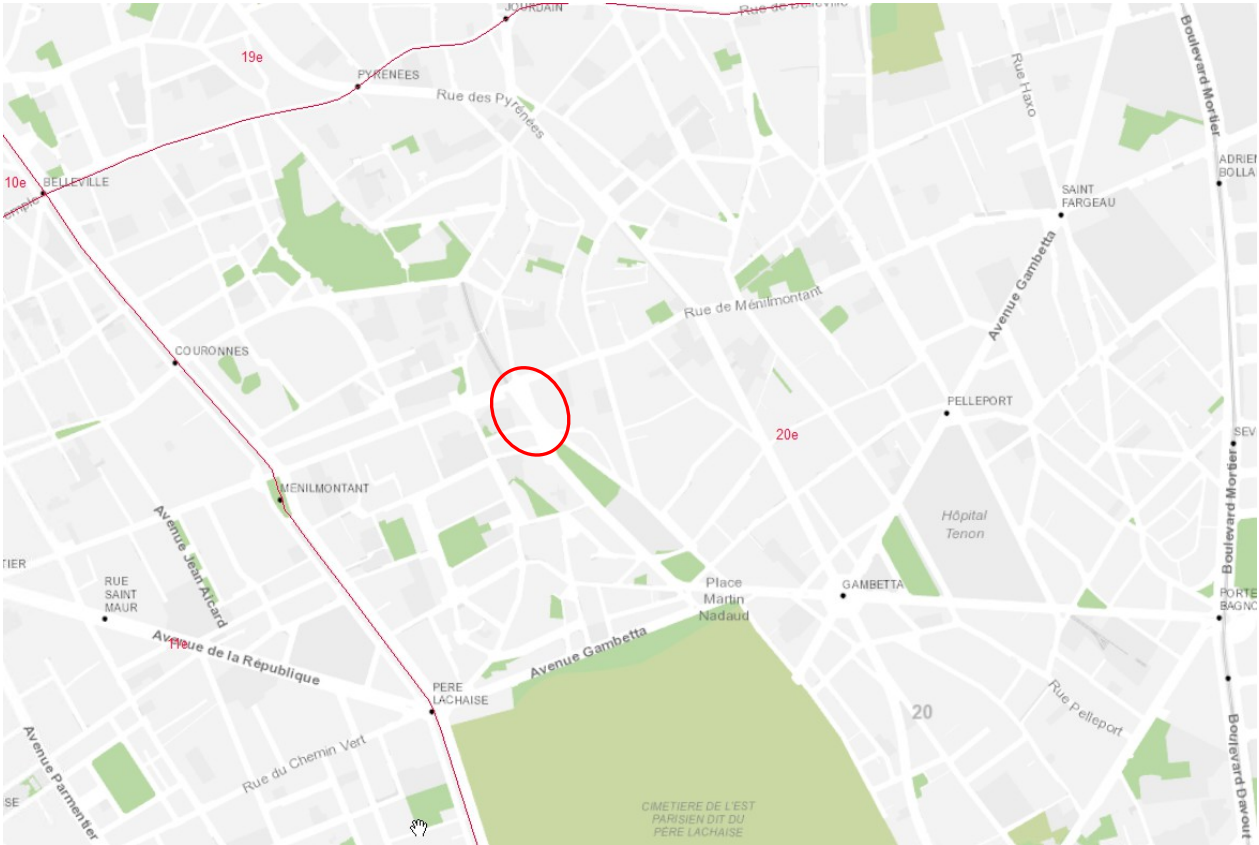 JOURDAIN
Rue de Belleville
19e
PYRENEES
Rue des Pyrénées
Rue Haxo
Boulevard Mortier
10e
BELLEVILLE
SAINT
FARGEAU
Avenue Gambetta
Rue de Ménilmontant
COURONNES
PELLEPORT
20e
MENILMONTANT
Avenue Jean Aicard
Hôpital
Tenon
Boulevard Mortier
RUE
SAINT
MAUR
Place
Martin
Nadaud
GAMBETTA
PORTE
11e
Avenue de la République
Avenue Gambetta
PERE
LACHAISE
Rue Pelleport
20
Avenue Parmentier
Rue du Chemin Vert
Boulevard Davout
CIMETIERE DE L'EST
PARISIEN DIT DU
PERE LACHAISE